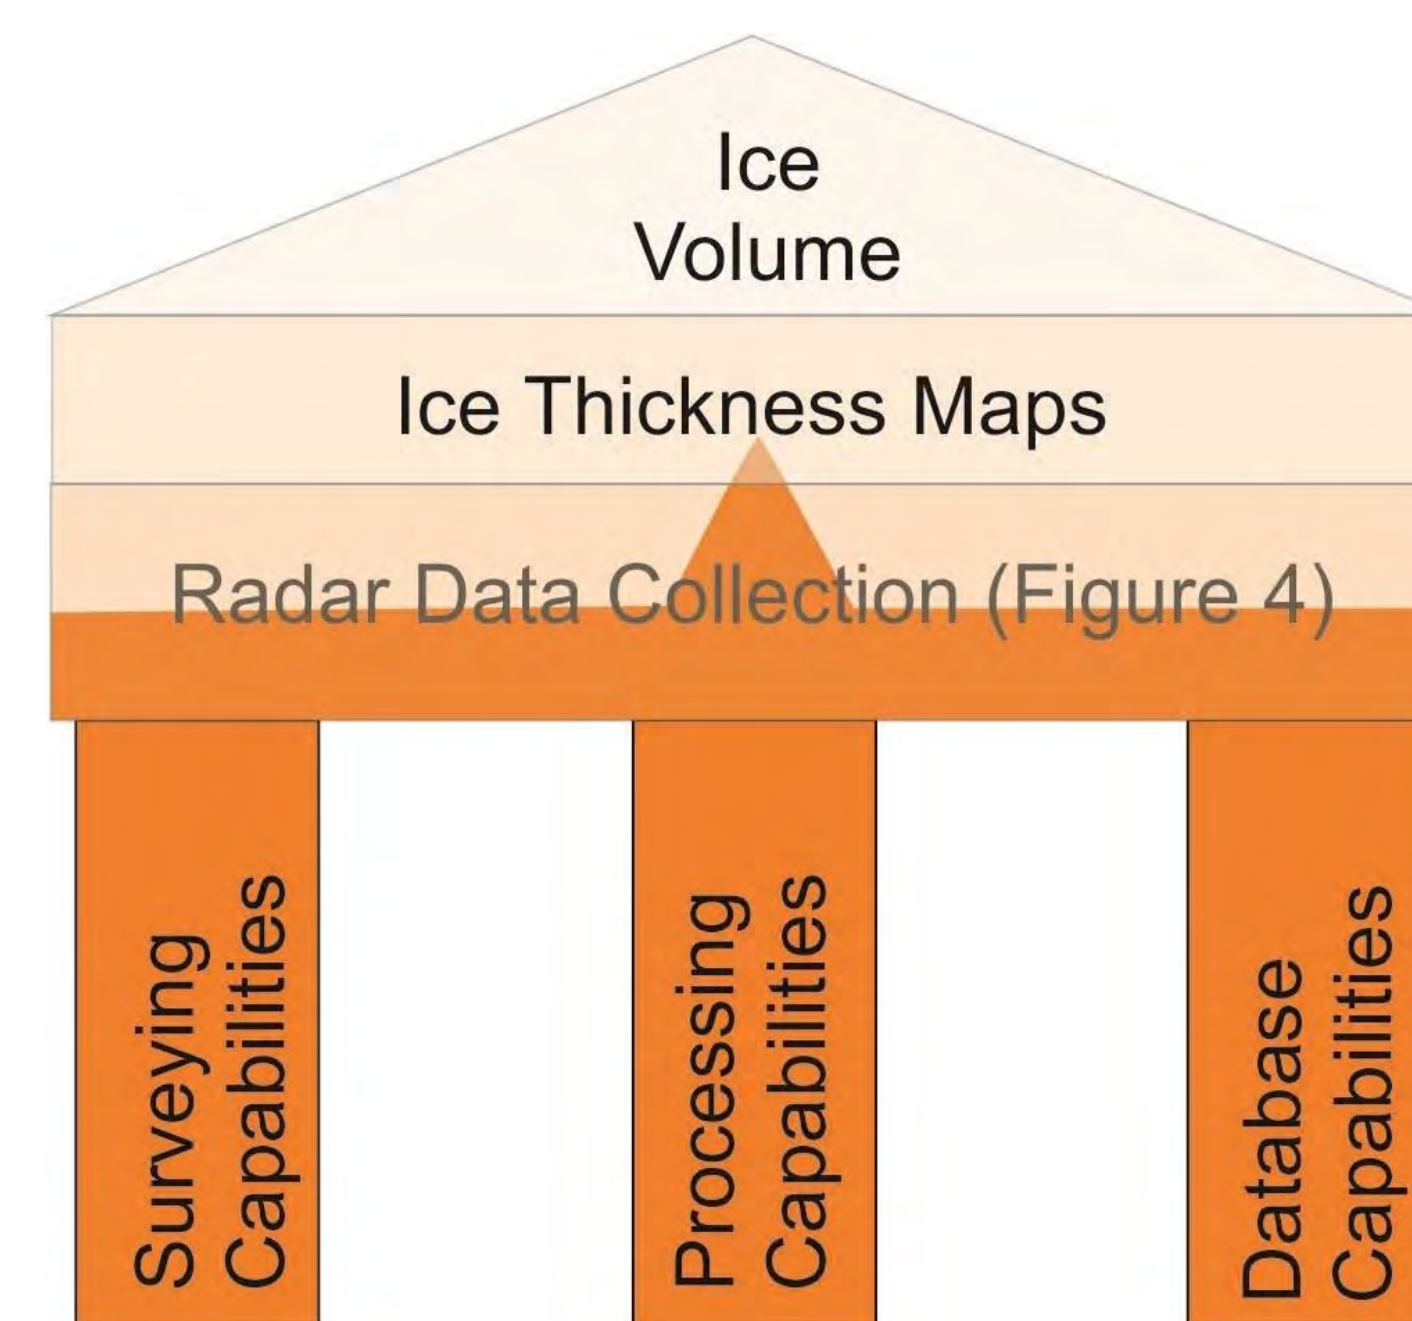 Ice
Volume
Ice Thickness Maps
Radar Data Collection (Figure 4)
Surveying
Capabilities
Processing
Capabilities
Database
Capabilities